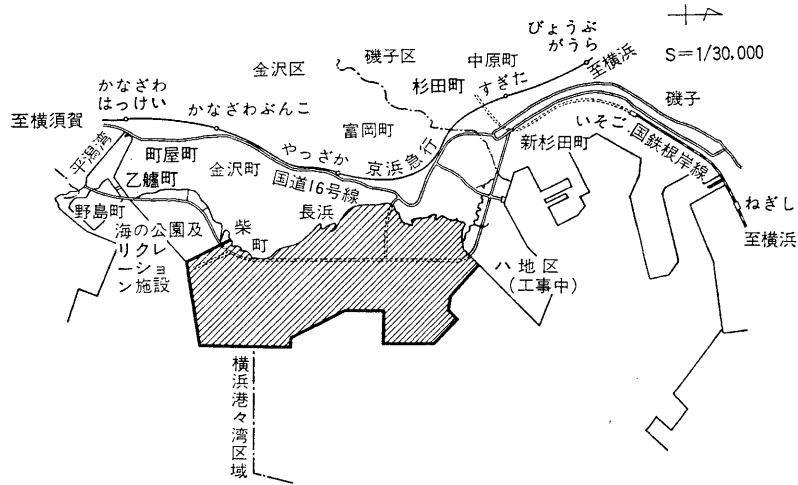 びょうぶ
がうら
至横浜
S=1/30,000
中原町
磯子区
金沢区
杉田町
すぎた
磯子
かなざわ
はっけい
かなざわぶんこ
至横須賀
富岡町
いそご
国鉄根岸線
新杉田町
京浜急行
やつざか
平潟湾
町屋町
金沢町
国道16号線
乙艫町
長浜
ねぎし
至横浜
野島町
海の公園及
リクレ
ーショ
ン施設
柴
町
ハ地区
(工事中)
横浜港々湾区域